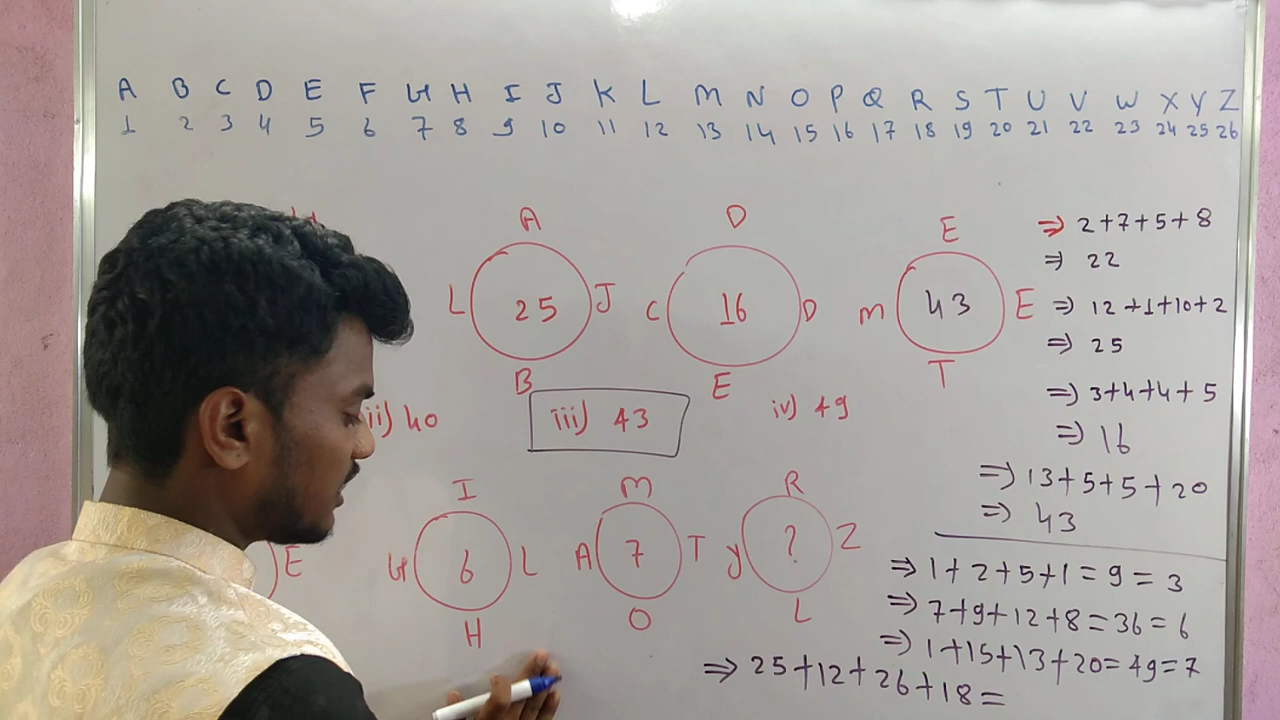 A B C D E F G H I J K L M N O P Q R S T U V W X Y Z
1 2 3 4 5 6 7 8 9 10 11 12 13 14 15 16 17 18 19 20 21 22 23 24 25 26
A
L 25 J
B
D
C 16 D
E
E
M 43 E
T
⇒ 2+7+5+8
⇒ 22
⇒ 12+1+10+2
⇒ 25
⇒ 3+4+4+5
⇒ 16
⇒ 13+5+5+20
⇒ 43
ii) 40
iii) 43
iv) 49
E
I
G 6 L
H
M
A 7 T
O
R
Y ? Z
L
⇒ 1+2+5+1=9=3
⇒ 7+9+12+8=36=6
⇒ 1+15+13+20=49=7
⇒ 25+12+26+18=